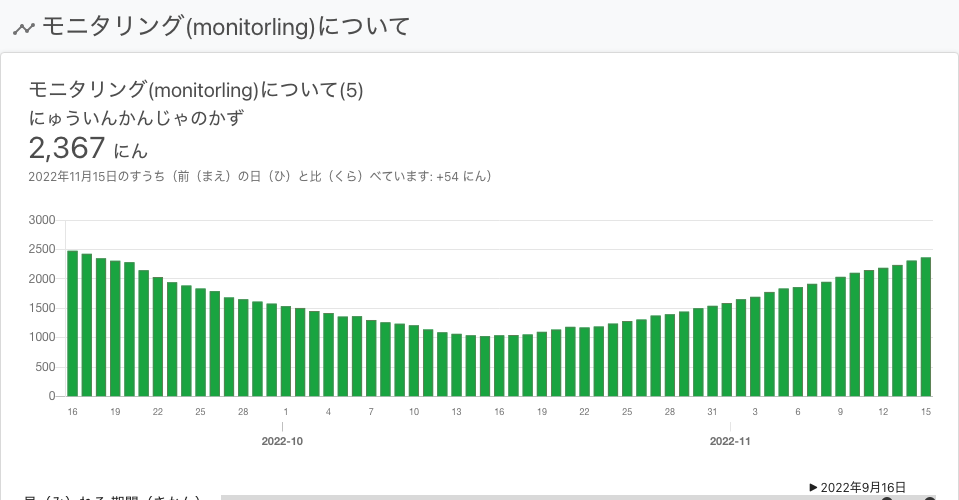 モニタリング(monitorling)について
モニタリング(monitorling)について(5)
にゅういんかんじゃのかず
2,367 にん
2022年11月15日のすうち（前（まえ）の日（ひ）と比（くら）べています: +54 にん）
3000
2500
2000
1500
1000
500
0
16 19 22 25 28 1 4 7 10 13 16 19 22 25 28 31 3 6 9 12 15
2022-10 2022-11
▶ 2022年9月16日